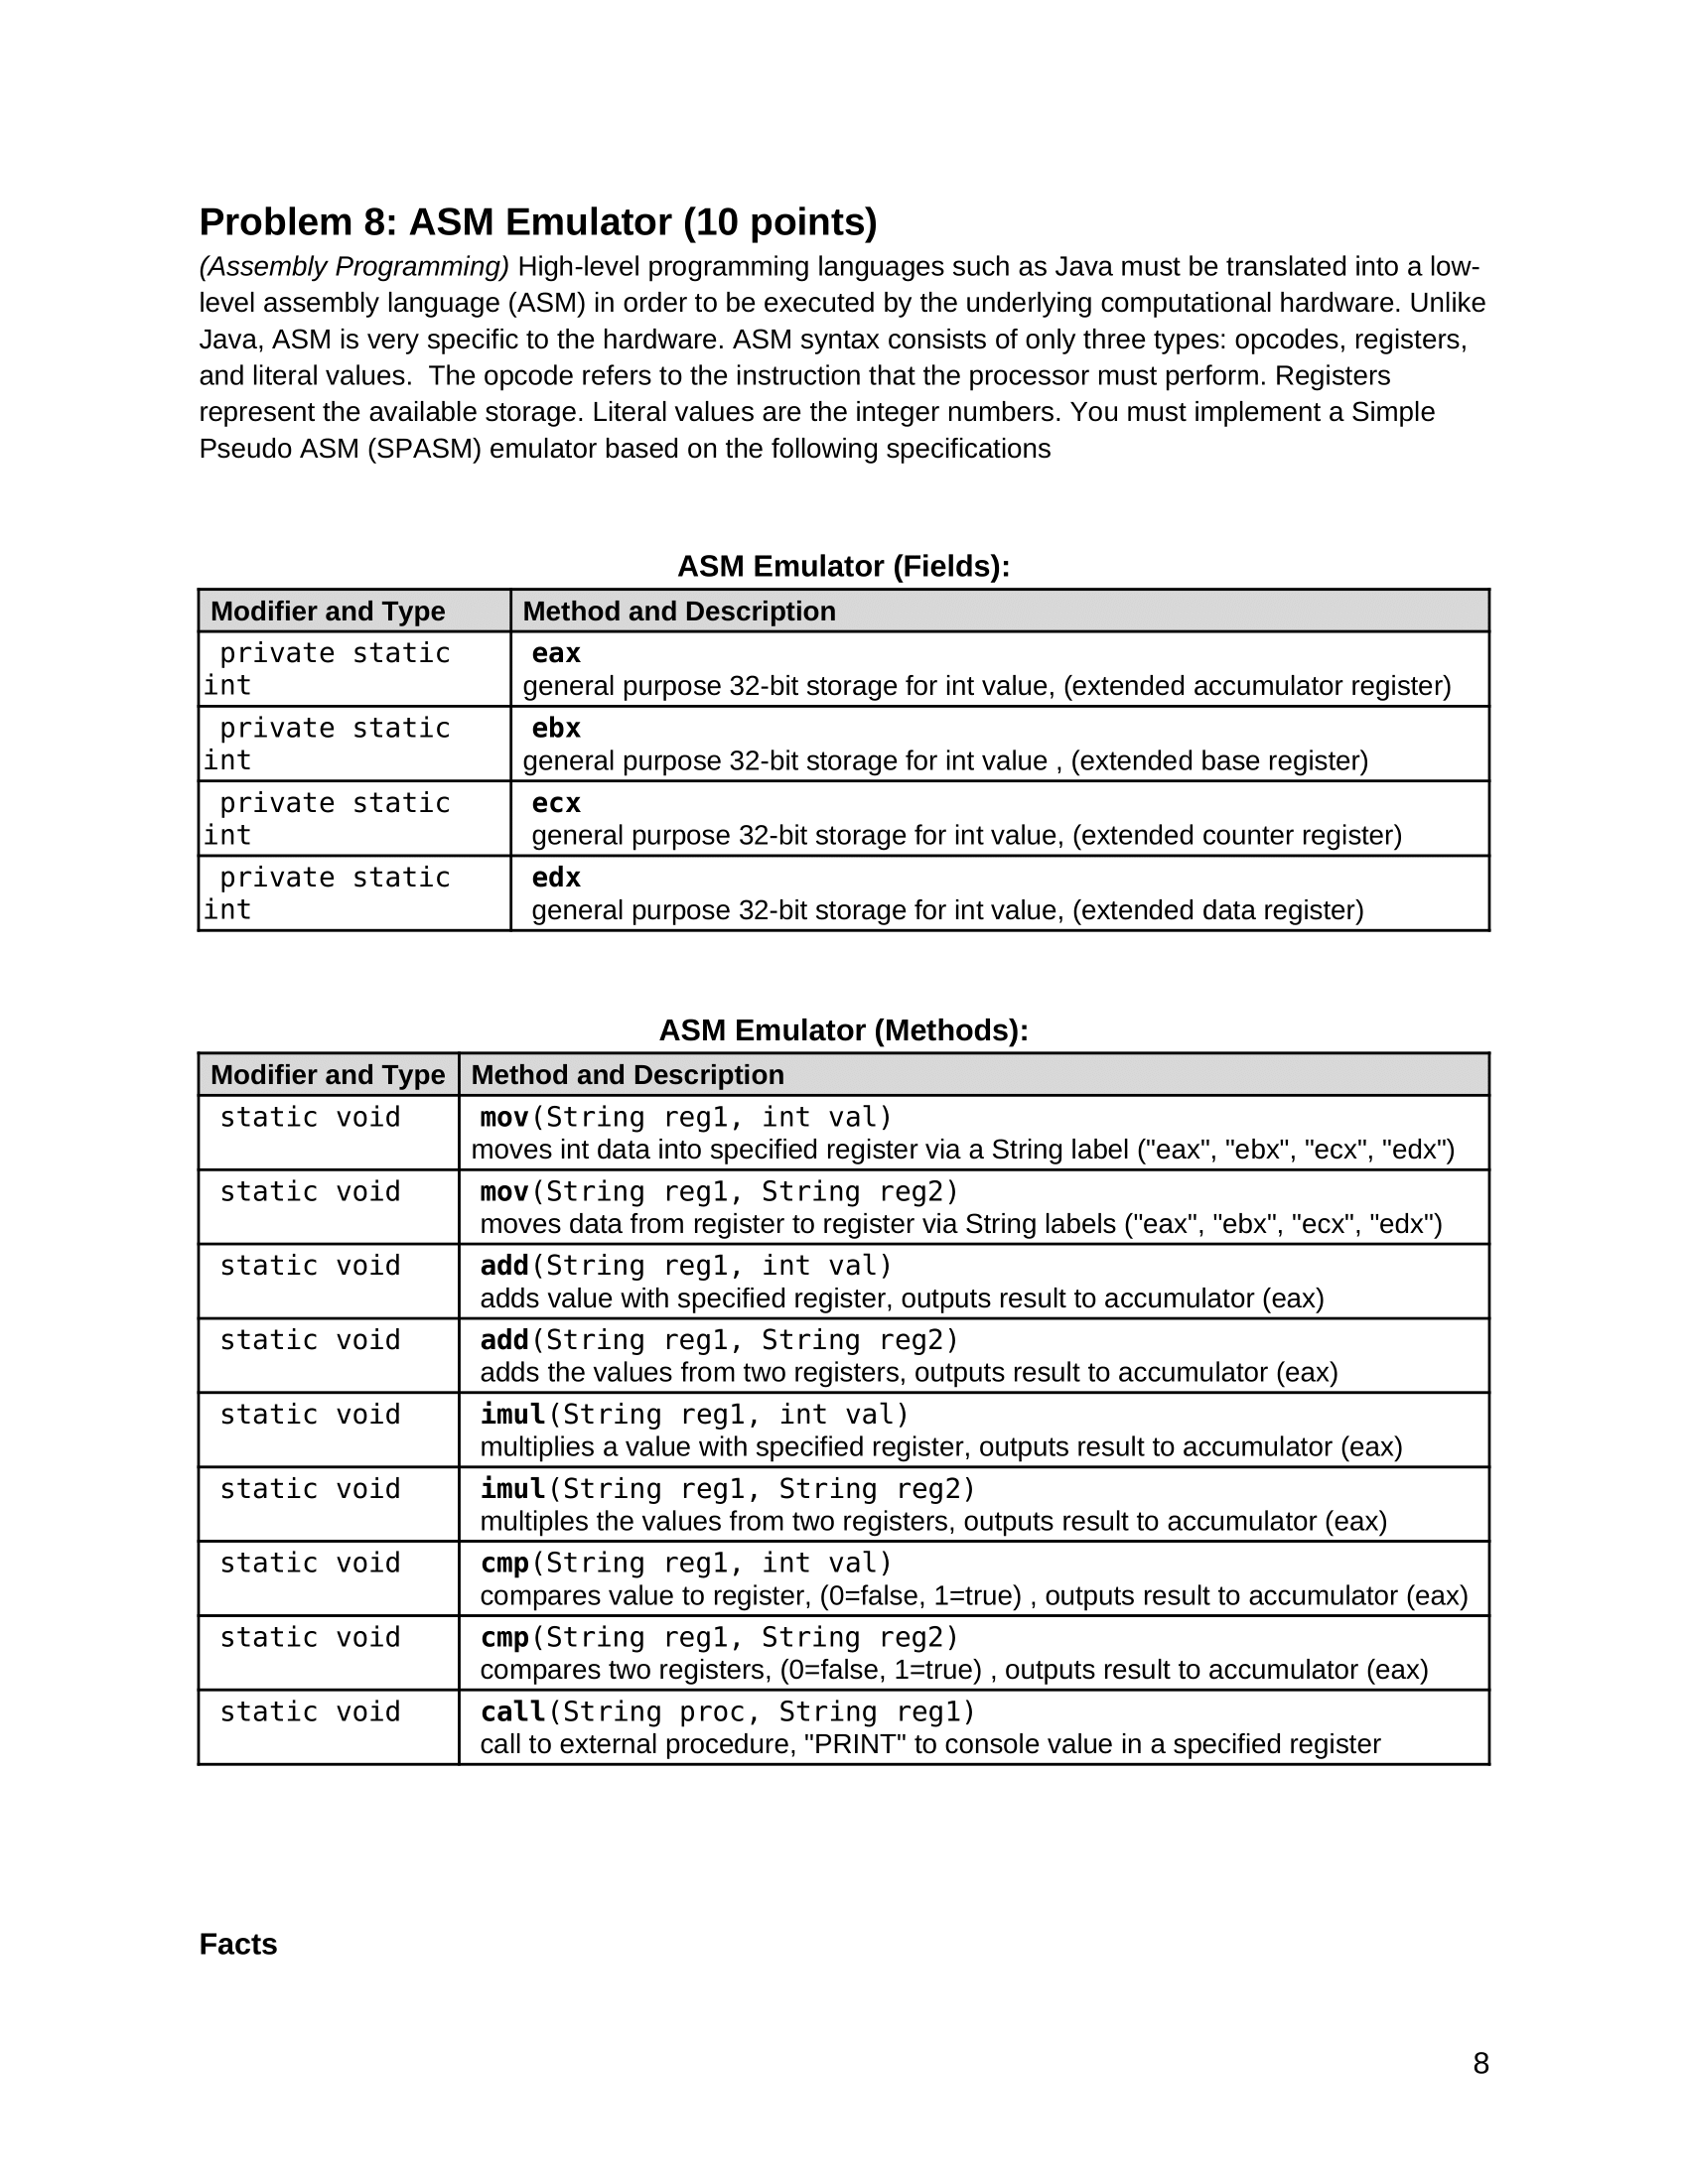 Problem 8: ASM Emulator (10 points)
(Assembly Programming) High-level programming languages such as Java must be translated into a low-
level assembly language (ASM) in order to be executed by the underlying computational hardware. Unlike
Java, ASM is very specific to the hardware. ASM syntax consists of only three types: opcodes, registers,
and literal values.  The opcode refers to the instruction that the processor must perform. Registers
represent the available storage. Literal values are the integer numbers. You must implement a Simple
Pseudo ASM (SPASM) emulator based on the following specifications
ASM Emulator (Fields):
Modifier and Type Method and Description
private static eax
int general purpose 32-bit storage for int value, (extended accumulator register)
private static ebx
int general purpose 32-bit storage for int value , (extended base register)
private static ecx
int general purpose 32-bit storage for int value, (extended counter register)
private static edx
int general purpose 32-bit storage for int value, (extended data register)
ASM Emulator (Methods):
Modifier and Type Method and Description
static void mov(String reg1, int val)
moves int data into specified register via a String label ("eax", "ebx", "ecx", "edx")
static void mov(String reg1, String reg2)
moves data from register to register via String labels ("eax", "ebx", "ecx", "edx")
static void add(String reg1, int val)
adds value with specified register, outputs result to accumulator (eax)
static void add(String reg1, String reg2)
adds the values from two registers, outputs result to accumulator (eax)
static void imul(String reg1, int val)
multiplies a value with specified register, outputs result to accumulator (eax)
static void imul(String reg1, String reg2)
multiples the values from two registers, outputs result to accumulator (eax)
static void cmp(String reg1, int val)
compares value to register, (0=false, 1=true) , outputs result to accumulator (eax)
static void cmp(String reg1, String reg2)
compares two registers, (0=false, 1=true) , outputs result to accumulator (eax)
static void call(String proc, String reg1)
call to external procedure, "PRINT" to console value in a specified register
Facts
8